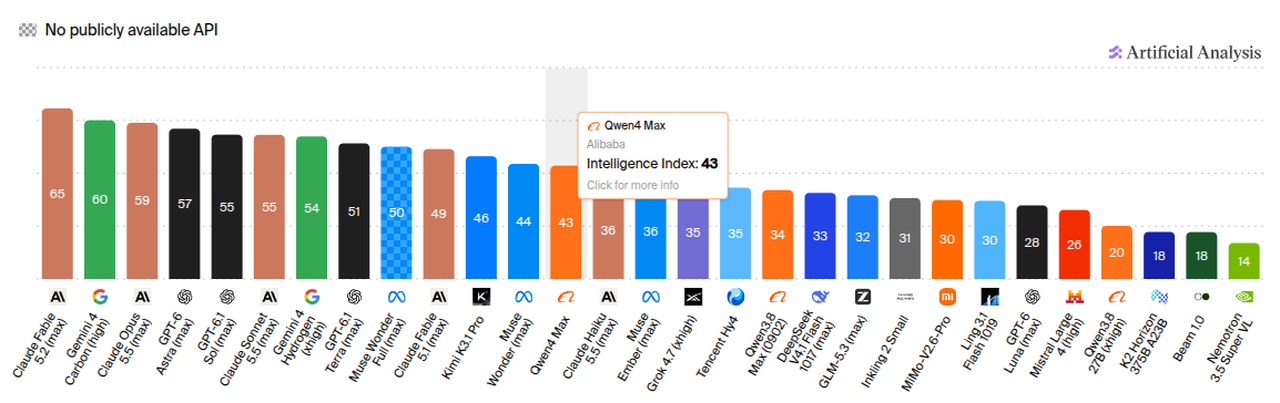 No publicly available API
Artificial Analysis
Qwen4 Max
Alibaba
Intelligence Index: 43
Click for more info
65
60
59
57
55
55
54
51
50
49
46
44
43
36
36
35
35
34
33
32
31
30
30
28
26
20
18
18
14
Claude Fable
5.2 (max)
Gemini 4
Carbon (high)
Claude Opus
5.5 (max)
GPT-6
Astra (max)
GPT-6.1
Sol (max)
Claude Sonnet
5.5 (max)
Gemini 4
Hydrogen
(xhigh)
GPT-6.1
Terra (max)
Muse Wonder
Full (max)
Claude Fable
5.1 (max)
Kimi K3.1 Pro
Muse
Wonder (max)
Qwen4 Max
Claude Haiku
5.5 (max)
Muse
Ember (max)
Grok 4.7 (xhigh)
Tencent Hy4
Qwen3.8
Max (0902)
DeepSeek
V4.1 Flash
1017 (max)
GLM-5.3 (max)
Inkling 2 Small
MiMo-V2.6-Pro
Ling 3.1
Flash 1019
GPT-6
Luna (max)
Mistral Large
4 (high)
Qwen3.8
27B (xhigh)
K2 Horizon
375B A23B
Beam 1.0
Nemotron
3.5 Super VL